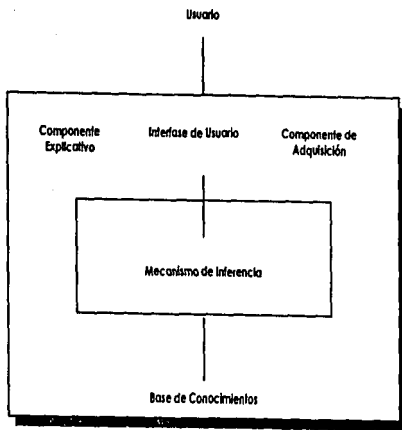 Usuario
Componente
Explicativo
Interfase de Usuario
Componente de
Adquisición
Mecanismo de Inferencia
Base de Conocimientos